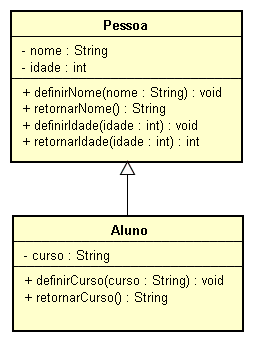 Pessoa
- nome : String
- idade : int
+ definirNome(nome : String) : void
+ retornarNome() : String
+ definirIdade(idade : int) : void
+ retornarIdade(idade : int) : int
Aluno
- curso : String
+ definirCurso(curso : String) : void
+ retornarCurso() : String